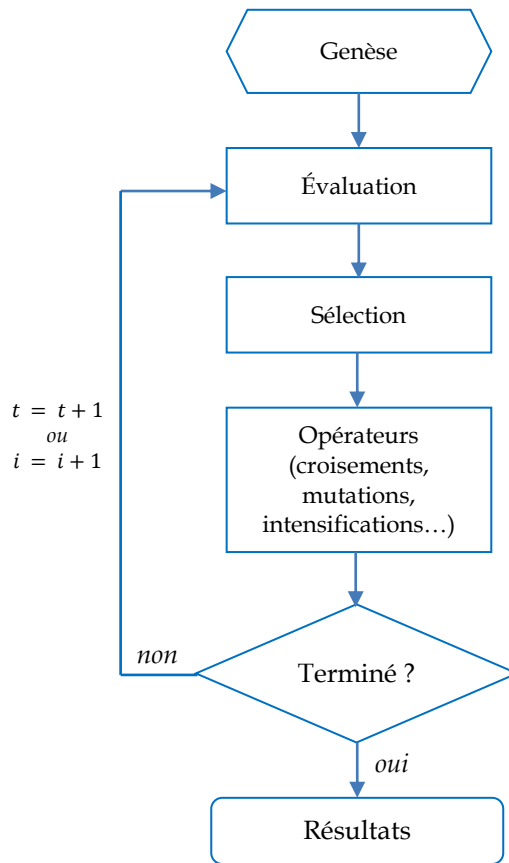 Genèse
Évaluation
Sélection
t = t + 1
ou
i = i + 1
Opérateurs
(croisements,
mutations,
intensifications…)
non
Terminé ?
oui
Résultats